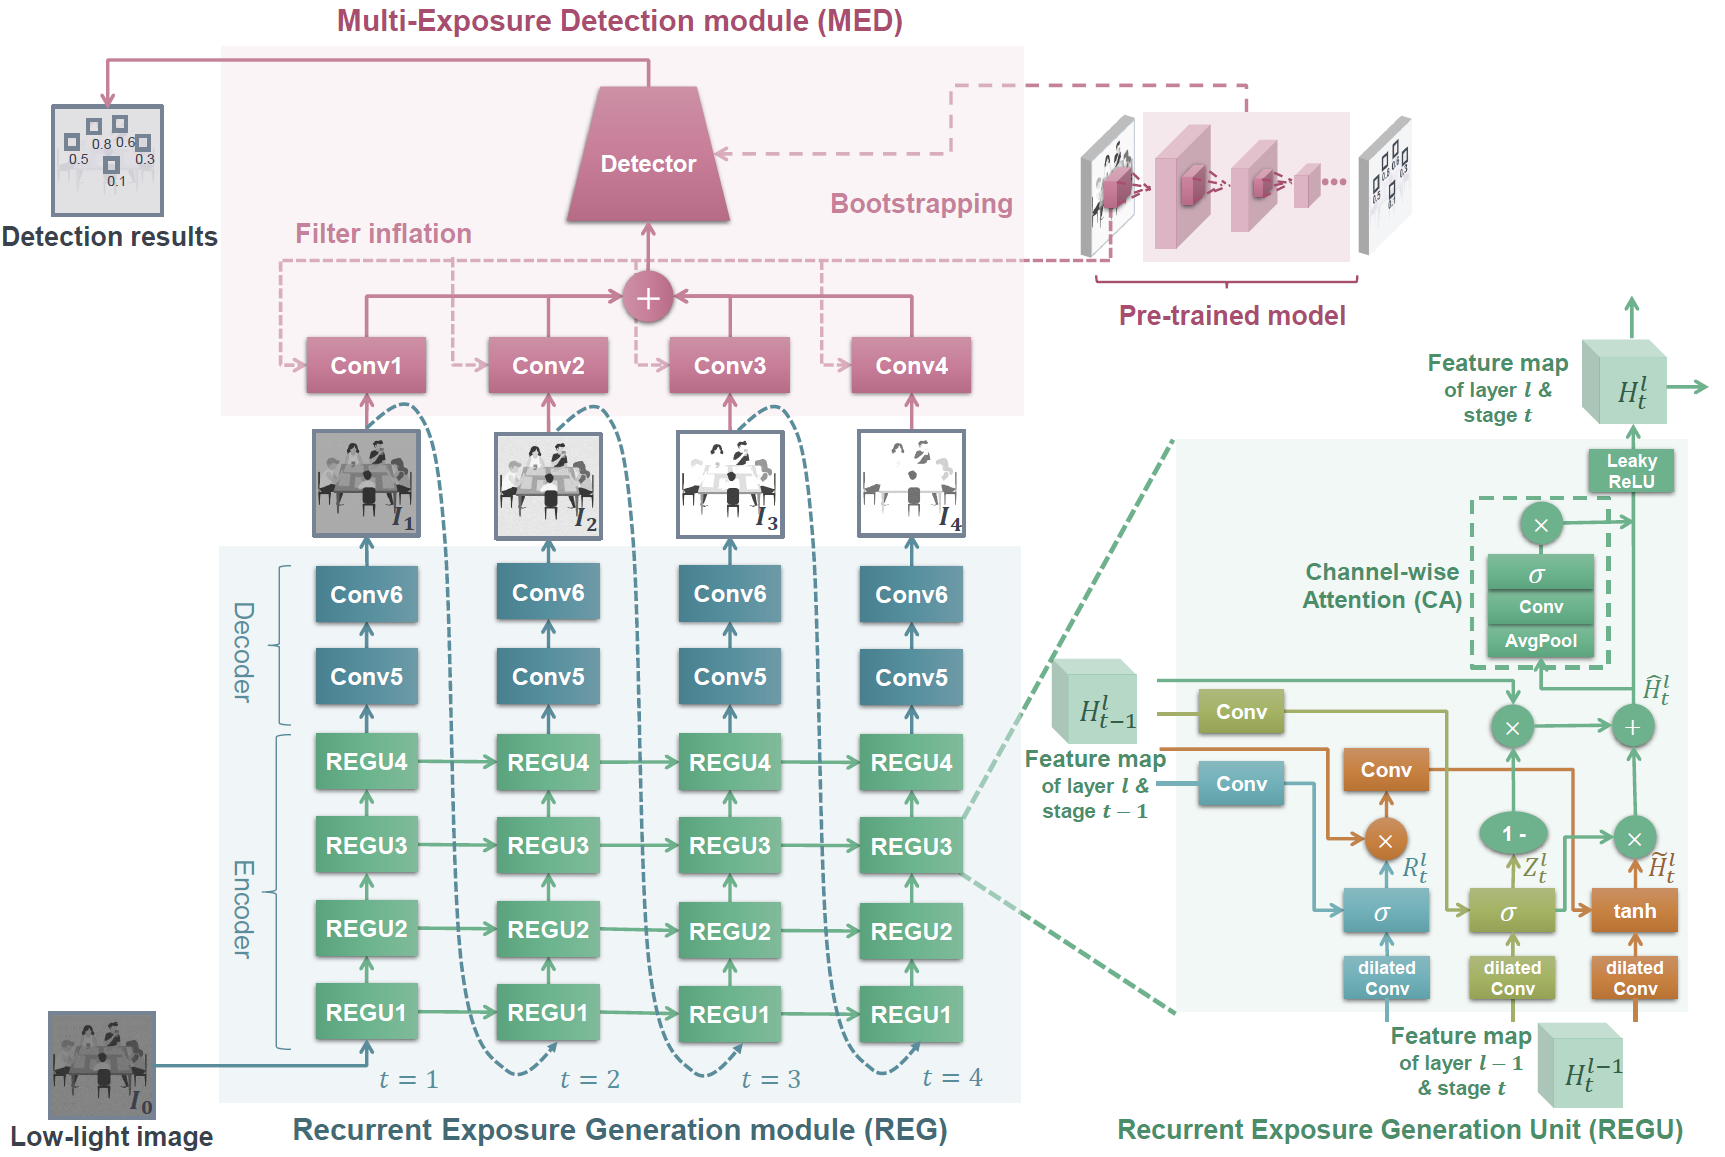 Multi-Exposure Detection module (MED)
Detector
0.8 0.6
0.5 0.3
0.1
Detection results
Filter inflation
Bootstrapping
+
Pre-trained model
Conv1 Conv2 Conv3 Conv4
I_1 I_2 I_3 I_4
Decoder
Conv6 Conv6 Conv6 Conv6
Conv5 Conv5 Conv5 Conv5
Encoder
REGU4 REGU4 REGU4 REGU4
REGU3 REGU3 REGU3 REGU3
REGU2 REGU2 REGU2 REGU2
REGU1 REGU1 REGU1 REGU1
t = 1 t = 2 t = 3 t = 4
I_0
Low-light image
Recurrent Exposure Generation module (REG)
Feature map
of layer l &
stage t
H_t^l
Leaky
ReLU
×
σ
Conv
AvgPool
Channel-wise
Attention (CA)
Ĥ_t^l
H_{t-1}^l
Feature map
of layer l &
stage t − 1
Conv
Conv
Conv
× +
× 1 - ×
R_t^l Z_t^l H̃_t^l
σ σ tanh
dilated
Conv
dilated
Conv
dilated
Conv
Feature map
of layer l − 1
& stage t
H_t^{l-1}
Recurrent Exposure Generation Unit (REGU)